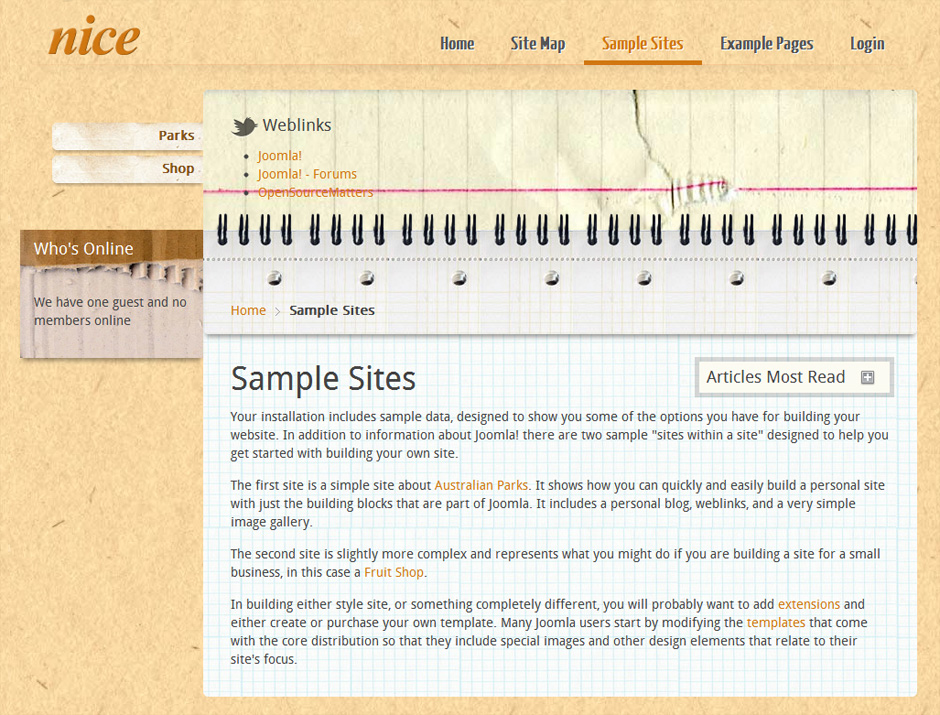 nice
Home
Site Map
Sample Sites
Example Pages
Login
Parks
Shop
Who's Online
We have one guest and no
members online
Weblinks
Joomla!
Joomla! - Forums
OpenSourceMatters
Home > Sample Sites
Sample Sites
Articles Most Read
Your installation includes sample data, designed to show you some of the options you have for building your
website. In addition to information about Joomla! there are two sample "sites within a site" designed to help you
get started with building your own site.
The first site is a simple site about Australian Parks. It shows how you can quickly and easily build a personal site
with just the building blocks that are part of Joomla. It includes a personal blog, weblinks, and a very simple
image gallery.
The second site is slightly more complex and represents what you might do if you are building a site for a small
business, in this case a Fruit Shop.
In building either style site, or something completely different, you will probably want to add extensions and
either create or purchase your own template. Many Joomla users start by modifying the templates that come
with the core distribution so that they include special images and other design elements that relate to their
site's focus.